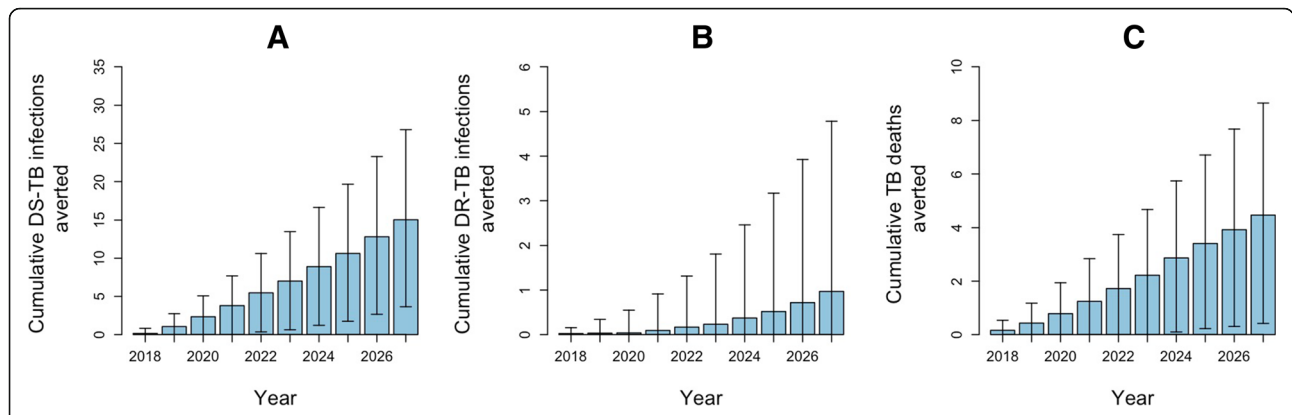 A
Cumulative DS-TB infections
averted
35
30
25
20
15
10
5
0
2018 2020 2022 2024 2026
Year
B
Cumulative DR-TB infections
averted
6
5
4
3
2
1
0
2018 2020 2022 2024 2026
Year
C
Cumulative TB deaths
averted
10
8
6
4
2
0
2018 2020 2022 2024 2026
Year